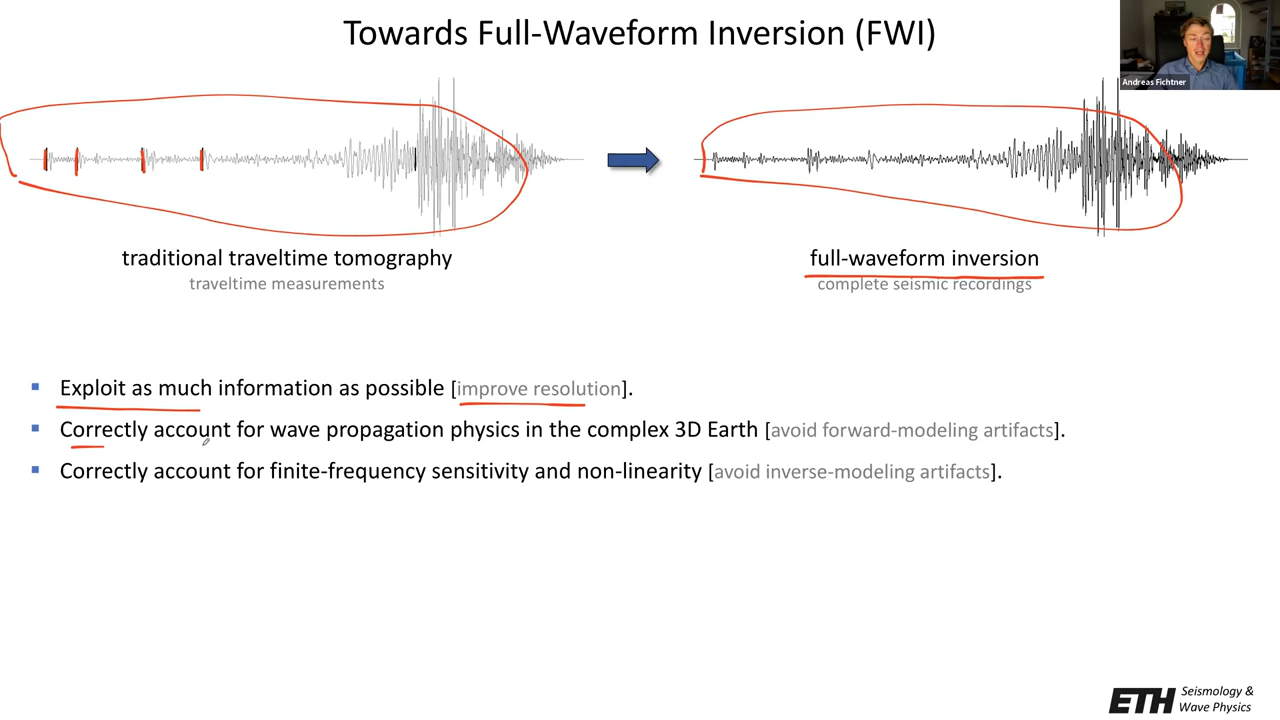 Towards Full-Waveform Inversion (FWI)
Andreas Fichtner
traditional traveltime tomography
traveltime measurements
full-waveform inversion
complete seismic recordings
▪ Exploit as much information as possible [improve resolution].
▪ Correctly account for wave propagation physics in the complex 3D Earth [avoid forward-modeling artifacts].
▪ Correctly account for finite-frequency sensitivity and non-linearity [avoid inverse-modeling artifacts].
ETH Seismology &
Wave Physics